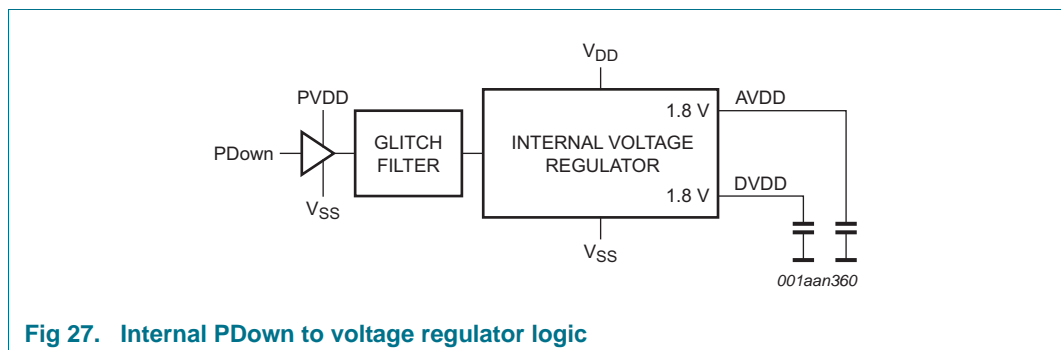 VDD
PVDD
PDown
VSS
GLITCH
FILTER
INTERNAL VOLTAGE
REGULATOR
1.8 V
AVDD
1.8 V
DVDD
VSS
001aan360
Fig 27. Internal PDown to voltage regulator logic